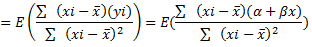 = E(∑ (xi - x̄)(yi) / ∑ (xi - x̄)²) = E(∑ (xi - x̄)(α + βx) / ∑ (xi - x̄)²)